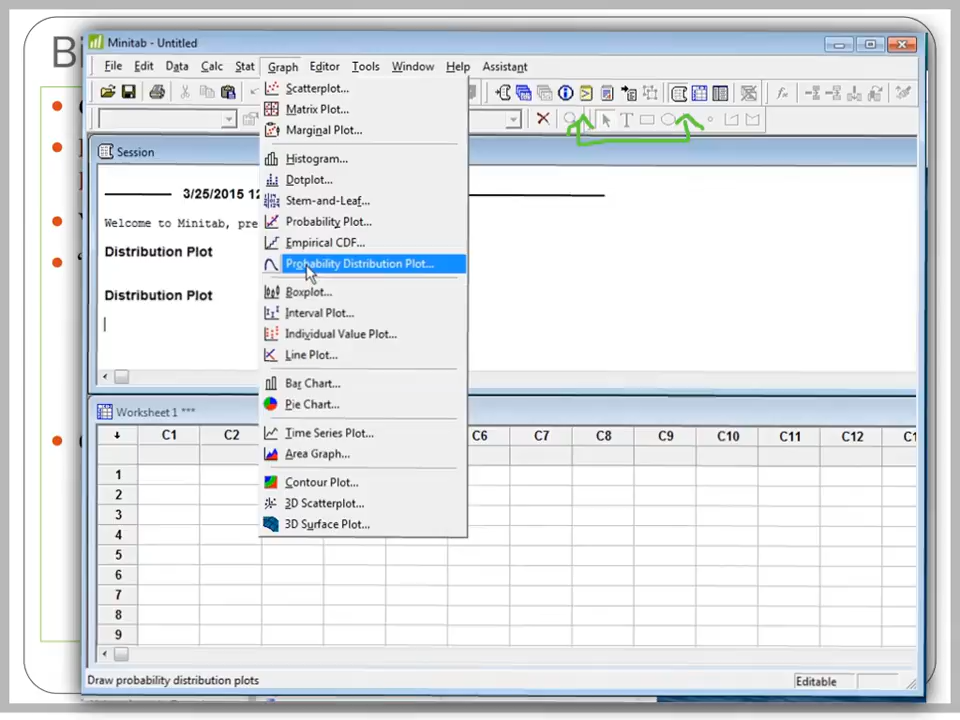 Bi
Minitab - Untitled
File Edit Data Calc Stat Graph Editor Tools Window Help Assistant
Scatterplot...
Matrix Plot...
Marginal Plot...
Histogram...
Dotplot...
Stem-and-Leaf...
Probability Plot...
Empirical CDF...
Probability Distribution Plot...
Boxplot...
Interval Plot...
Individual Value Plot...
Line Plot...
Bar Chart...
Pie Chart...
Time Series Plot...
Area Graph...
Contour Plot...
3D Scatterplot...
3D Surface Plot...
Session
3/25/2015 12
Welcome to Minitab, pre
Distribution Plot
Distribution Plot
Worksheet 1 ***
C1 C2 C6 C7 C8 C9 C10 C11 C12 C1
1
2
3
4
5
6
7
8
9
Draw probability distribution plots
Editable